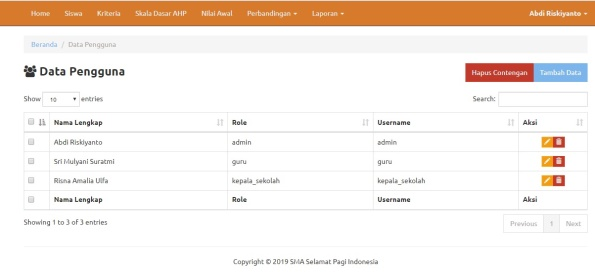 Home Siswa Kriteria Skala Dasar AHP Nilai Awal Perbandingan Laporan Abdi Riskiyanto
Beranda / Data Pengguna
Data Pengguna Hapus Contengan Tambah Data
Show 10 entries Search:
Nama Lengkap Role Username Aksi
Abdi Riskiyanto admin admin
Sri Mulyani Suratmi guru guru
Risna Amalia Ulfa kepala_sekolah kepala_sekolah
Nama Lengkap Role Username Aksi
Showing 1 to 3 of 3 entries Previous 1 Next
Copyright © 2019 SMA Selamat Pagi Indonesia